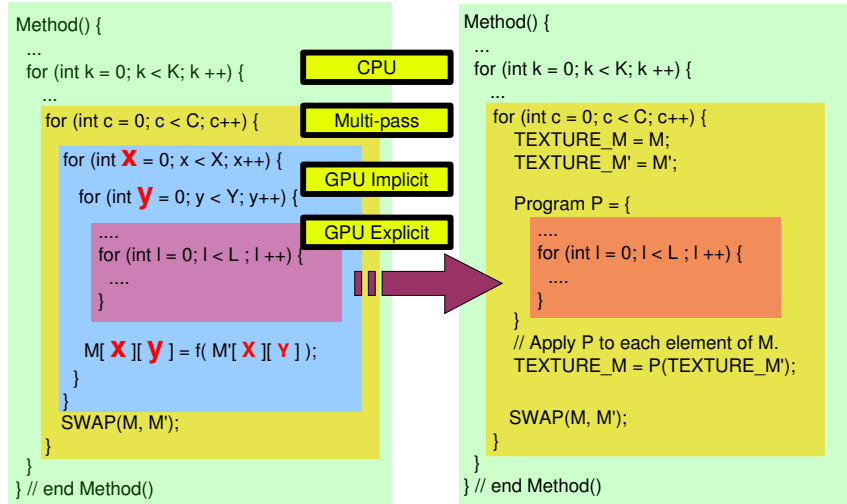 Method() {
...
for (int k = 0; k < K; k ++) {
...
for (int c = 0; c < C; c++) {
for (int x = 0; x < X; x++) {
for (int y = 0; y < Y; y++) {
....
for (int l = 0; l < L ; l ++) {
....
}
M[ x ][ y ] = f( M'[ X ][ Y ] );
}
}
SWAP(M, M');
}
}
} // end Method()
CPU
Multi-pass
GPU Implicit
GPU Explicit
Method() {
...
for (int k = 0; k < K; k ++) {
...
for (int c = 0; c < C; c++) {
TEXTURE_M = M;
TEXTURE_M' = M';
Program P = {
....
for (int l = 0; l < L ; l ++) {
....
}
}
// Apply P to each element of M.
TEXTURE_M = P(TEXTURE_M');
SWAP(M, M');
}
}
} // end Method()